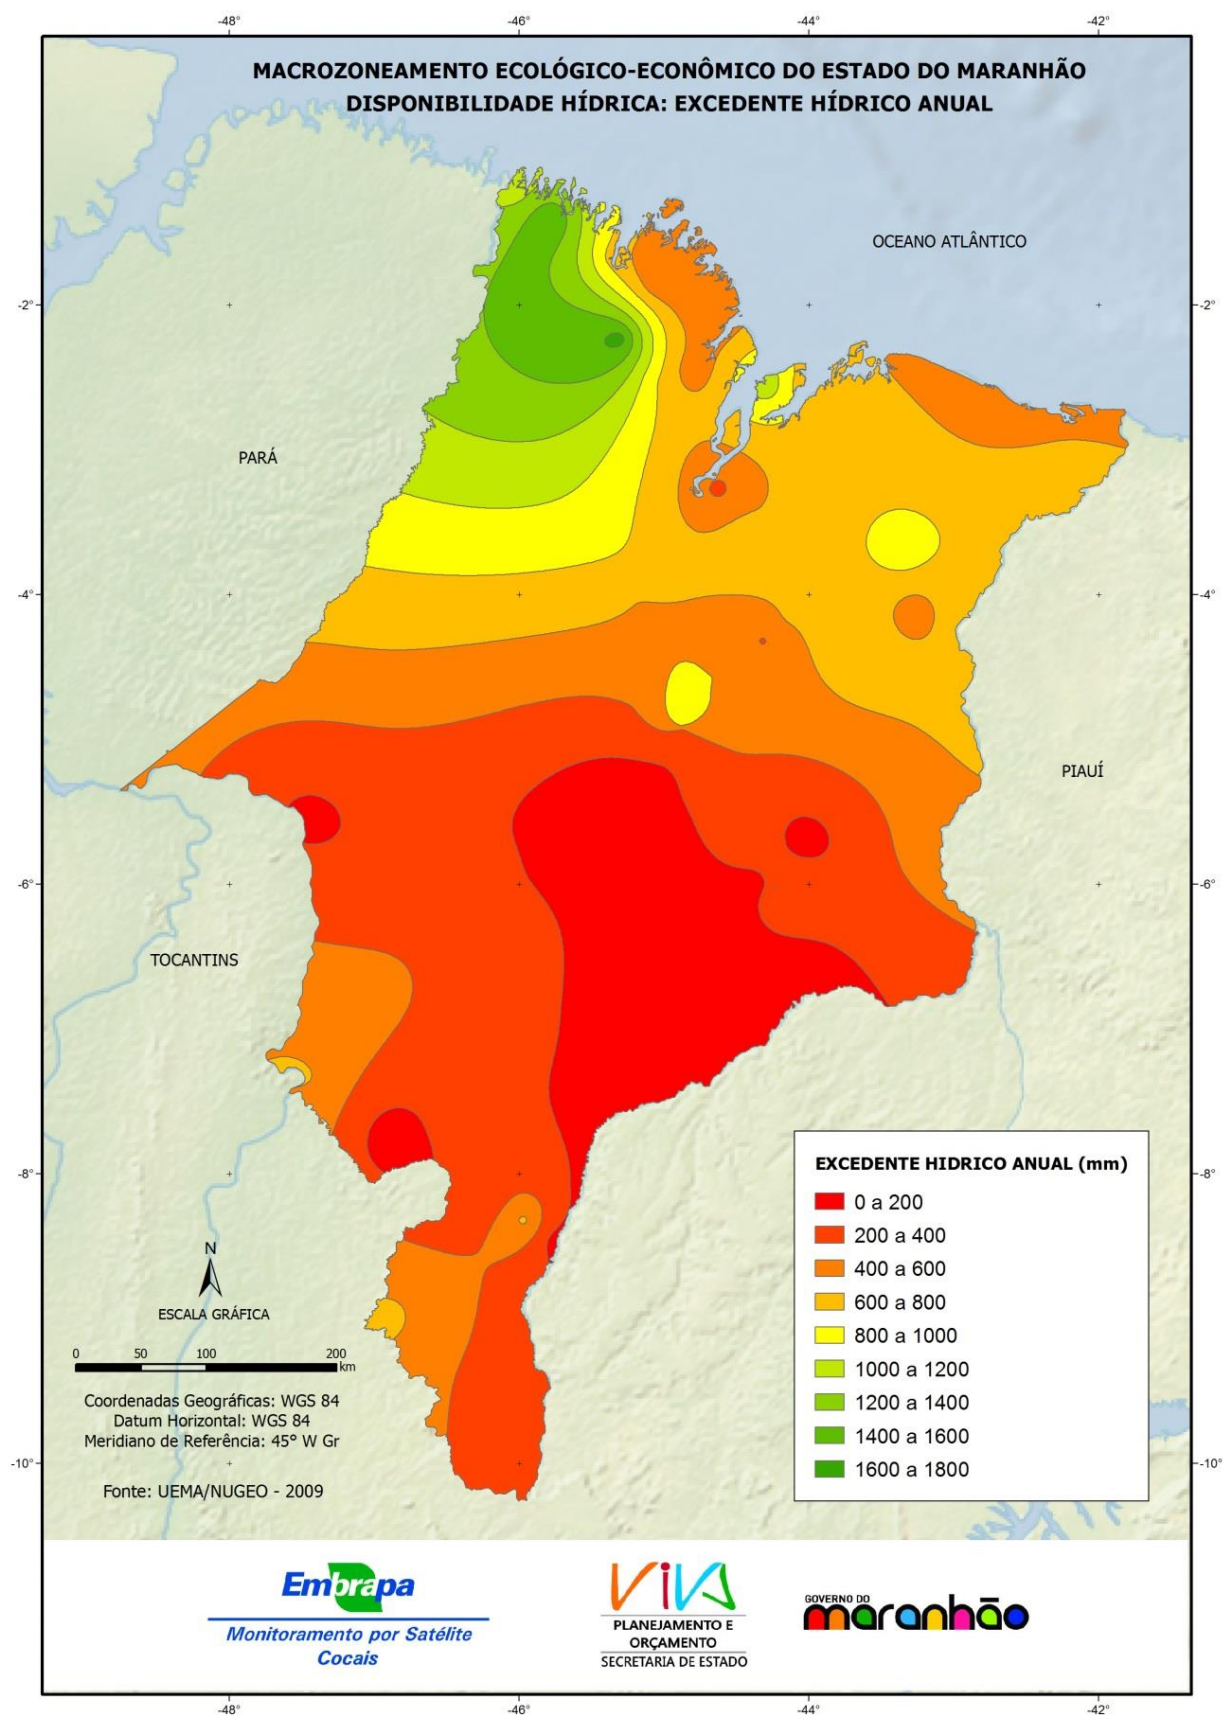 -48°
-46°
-44°
-42°
MACROZONEAMENTO ECOLÓGICO-ECONÔMICO DO ESTADO DO MARANHÃO
DISPONIBILIDADE HÍDRICA: EXCEDENTE HÍDRICO ANUAL
OCEANO ATLÂNTICO
-2°
-2°
PARÁ
-4°
-4°
PIAUÍ
-6°
-6°
TOCANTINS
-8°
-8°
EXCEDENTE HIDRICO ANUAL (mm)
0 a 200
200 a 400
400 a 600
600 a 800
800 a 1000
1000 a 1200
1200 a 1400
1400 a 1600
1600 a 1800
N
ESCALA GRÁFICA
0 50 100 200
km
Coordenadas Geográficas: WGS 84
Datum Horizontal: WGS 84
Meridiano de Referência: 45° W Gr
-10°
-10°
Fonte: UEMA/NUGEO - 2009
Embrapa
Monitoramento por Satélite
Cocais
VIVA
PLANEJAMENTO E
ORÇAMENTO
SECRETARIA DE ESTADO
GOVERNO DO
maranhão
-48°
-46°
-44°
-42°